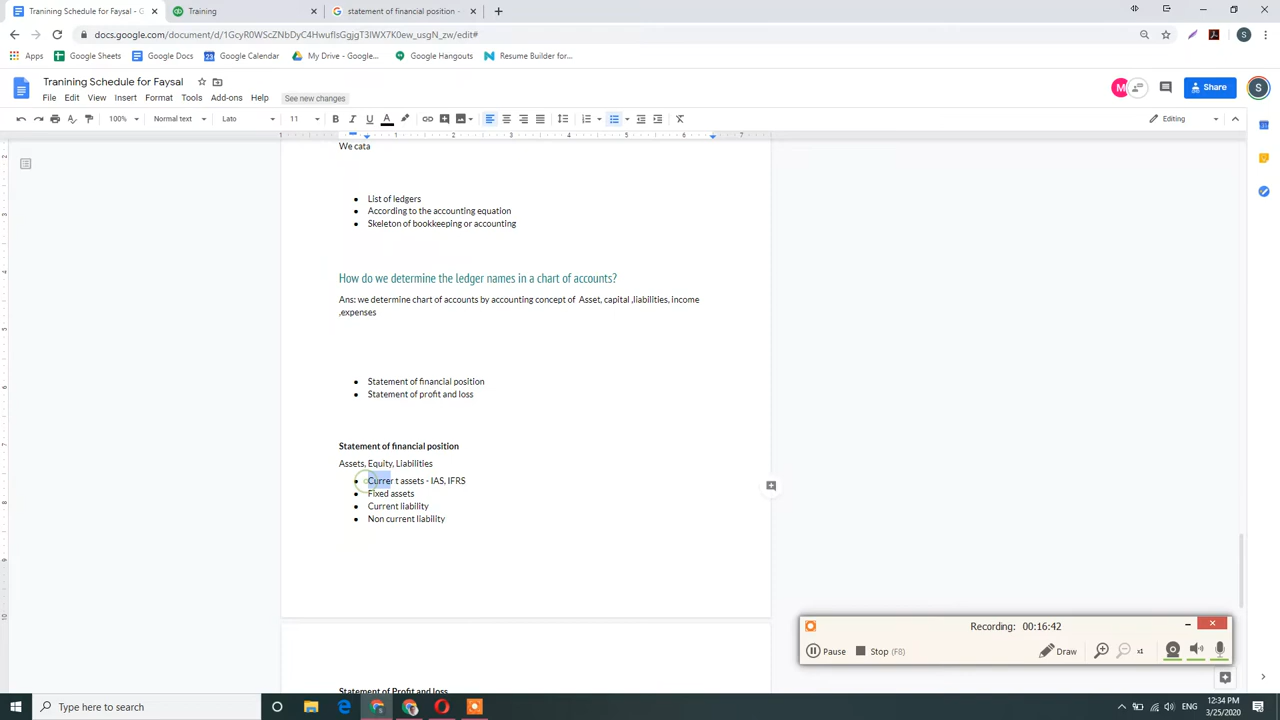 Tranining Schedule for Faysal -
Training
statement of financial position -
docs.google.com/document/d/1GcyR0WScZNbDyC4HwufIsGgjgT3IWX7K0ew_usgN_zw/edit#
S
Apps
Google Sheets
Google Docs
Google Calendar
My Drive - Google...
Google Hangouts
Resume Builder for...
Tranining Schedule for Faysal
File Edit View Insert Format Tools Add-ons Help
See new changes
M
Share
S
100%
Normal text
Lato
11
Editing
We cata
List of ledgers
According to the accounting equation
Skeleton of bookkeeping or accounting
How do we determine the ledger names in a chart of accounts?
Ans: we determine chart of accounts by accounting concept of Asset, capital ,liabilities, income
,expenses
Statement of financial position
Statement of profit and loss
Statement of financial position
Assets, Equity, Liabilities
Current assets - IAS, IFRS
Fixed assets
Current liability
Non current liability
Statement of Profit and loss
Recording: 00:16:42
Pause
Stop (F8)
x1
Draw
Type here to search
ENG
12:34 PM
3/25/2020